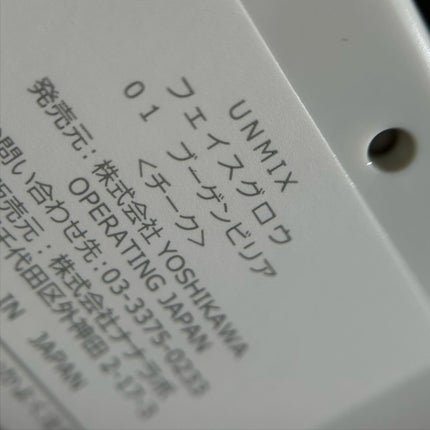 UNMIX
フェイスグロウ
01 ブーゲンビリア
<チーク>
発売元:株式会社 YOSHIKAWA
OPERATING JAPAN
問い合わせ先:03-3375-0233
売元:株式会社ナナラボ
千代田区外神田 2-17-3
IN JAPAN